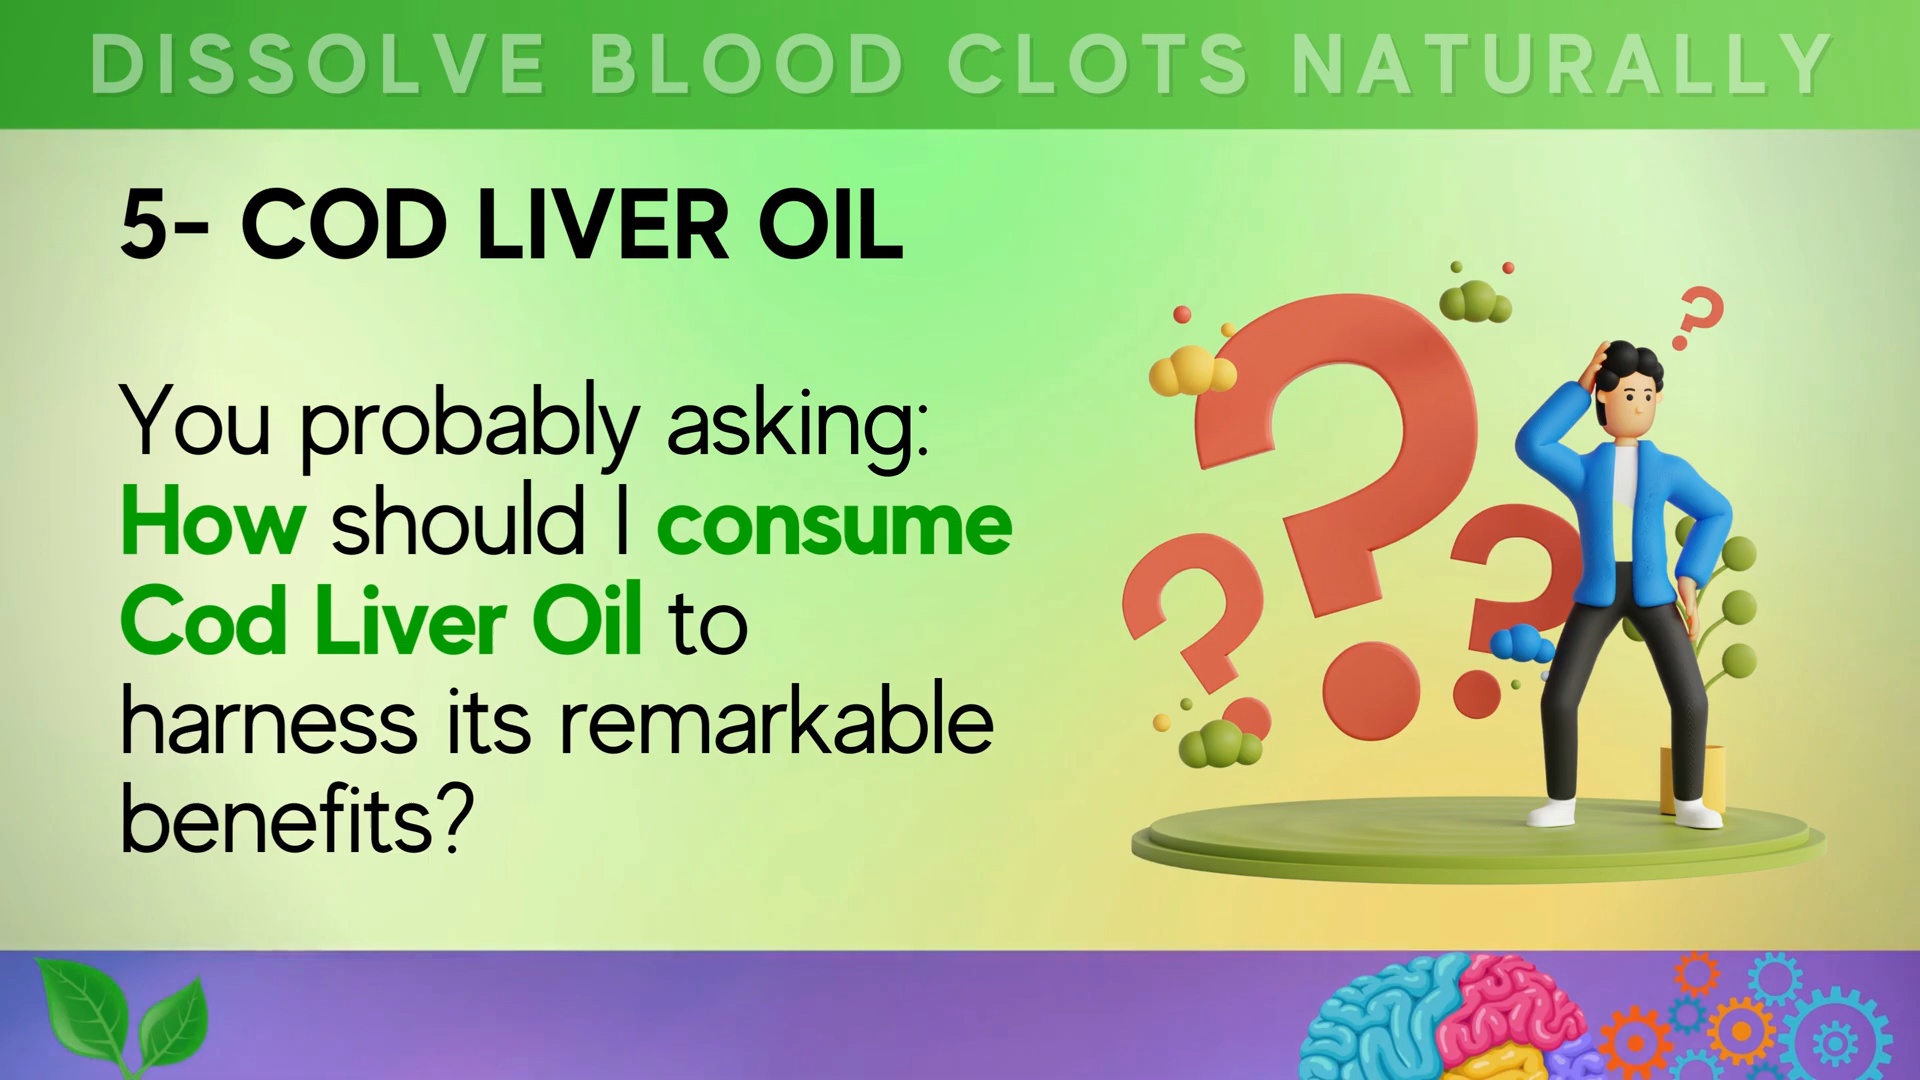 DISSOLVE BLOOD CLOTS NATURALLY
5- COD LIVER OIL
You probably asking:
How should I consume
Cod Liver Oil to
harness its remarkable
benefits?